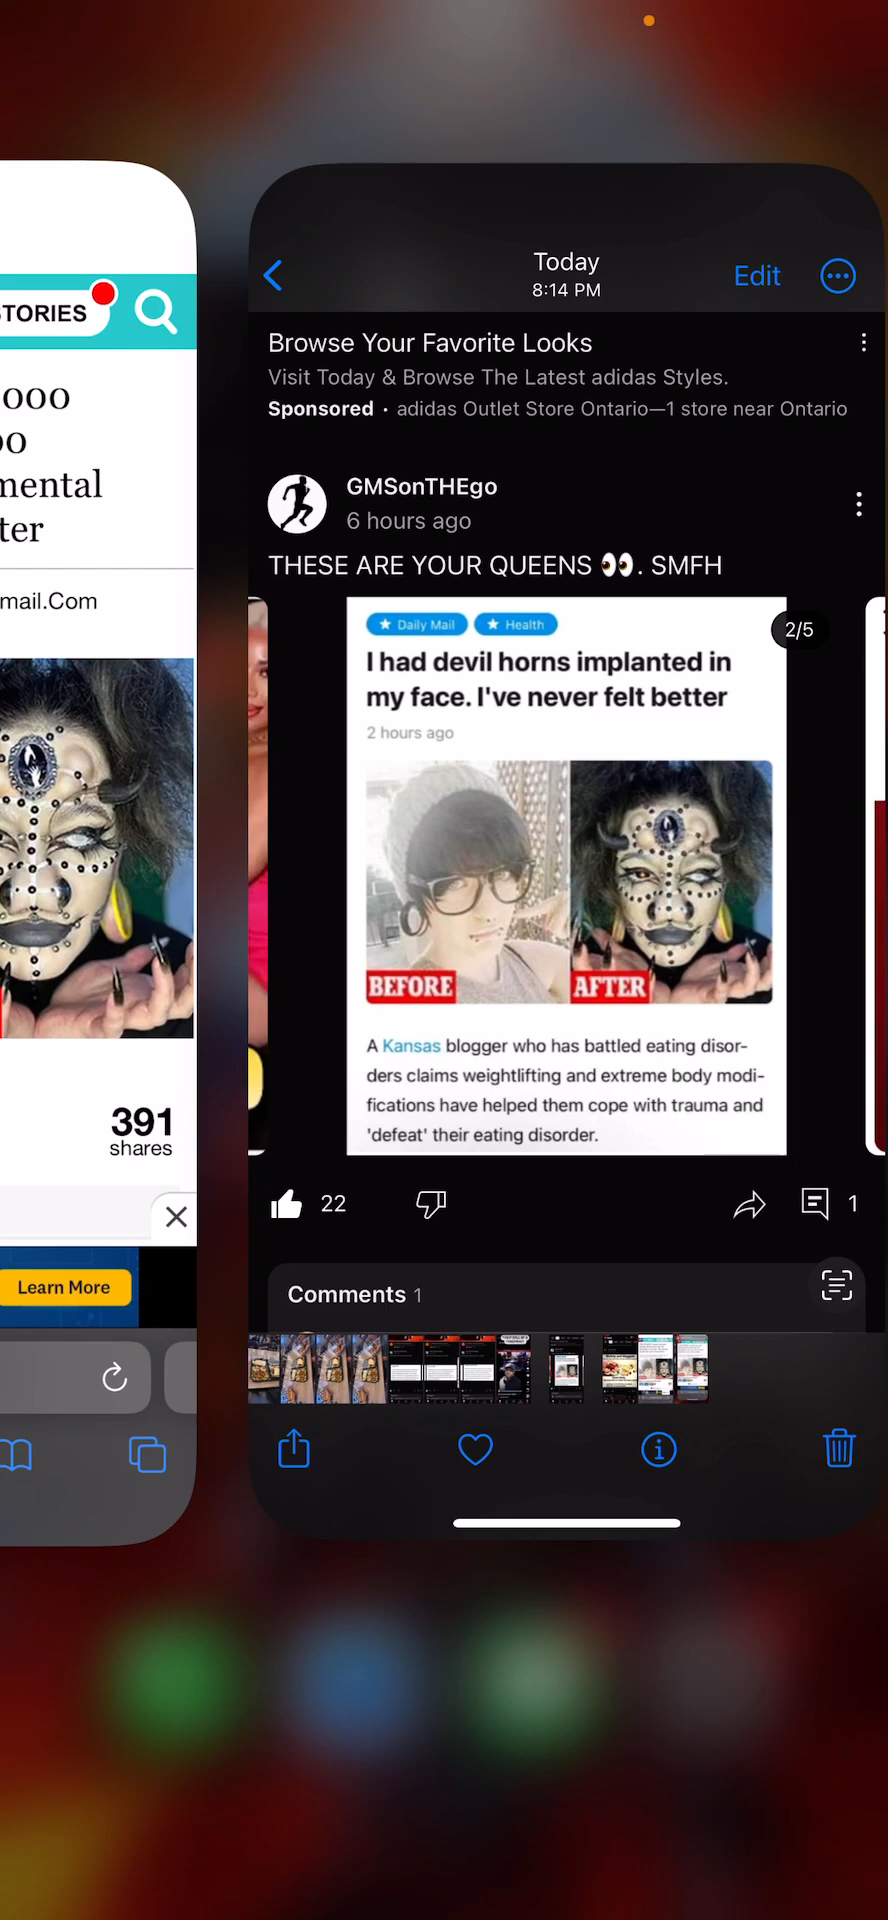 STORIES
000
00
mental
ter
mail.Com
391
shares
Learn More
Today
8:14 PM
Edit
Browse Your Favorite Looks
Visit Today & Browse The Latest adidas Styles.
Sponsored · adidas Outlet Store Ontario—1 store near Ontario
GMSonTHEgo
6 hours ago
THESE ARE YOUR QUEENS 👀. SMFH
2/5
Daily Mail Health
I had devil horns implanted in
my face. I've never felt better
2 hours ago
BEFORE AFTER
A Kansas blogger who has battled eating disor-
ders claims weightlifting and extreme body modi-
fications have helped them cope with trauma and
'defeat' their eating disorder.
22
1
Comments 1